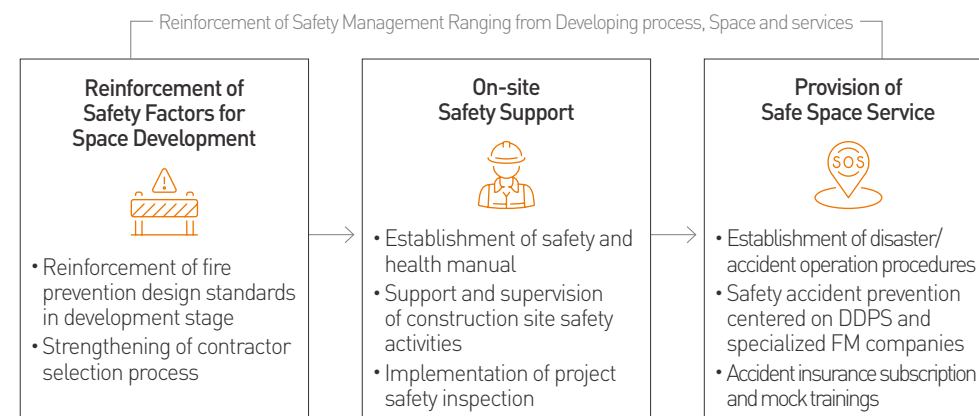 Reinforcement of Safety Management Ranging from Developing process, Space and services
Reinforcement of
Safety Factors for
Space Development
• Reinforcement of fire
prevention design standards
in development stage
• Strengthening of contractor
selection process
On-site
Safety Support
• Establishment of safety and
health manual
• Support and supervision
of construction site safety
activities
• Implementation of project
safety inspection
Provision of
Safe Space Service
SOS
• Establishment of disaster/
accident operation procedures
• Safety accident prevention
centered on DDPS and
specialized FM companies
• Accident insurance subscription
and mock trainings